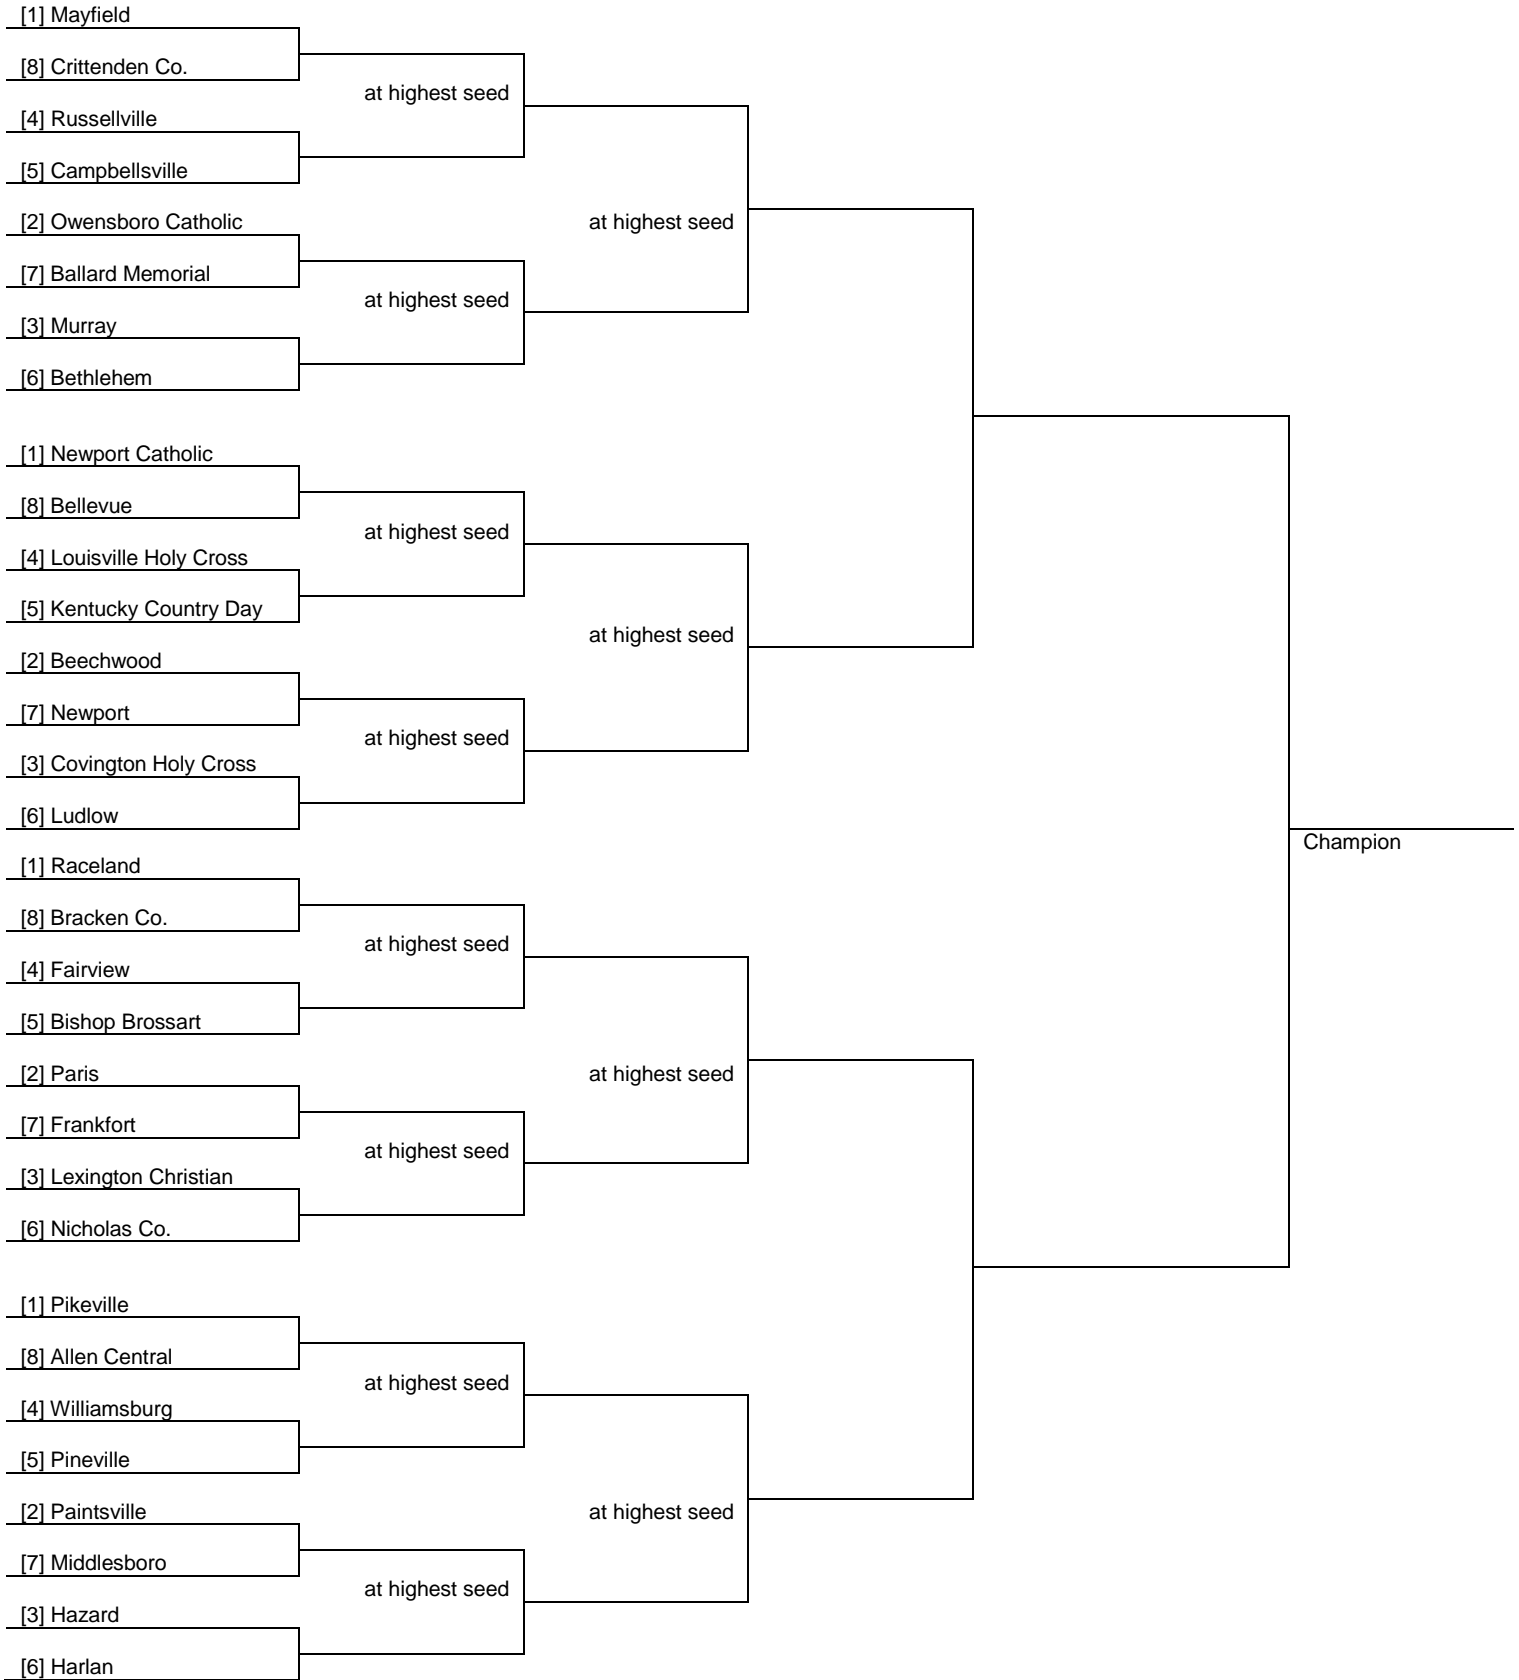 [1] Mayfield
[8] Crittenden Co.
at highest seed
[4] Russellville
[5] Campbellsville
[2] Owensboro Catholic
at highest seed
[7] Ballard Memorial
at highest seed
[3] Murray
[6] Bethlehem
[1] Newport Catholic
[8] Bellevue
at highest seed
[4] Louisville Holy Cross
[5] Kentucky Country Day
at highest seed
[2] Beechwood
[7] Newport
at highest seed
[3] Covington Holy Cross
[6] Ludlow
Champion
[1] Raceland
[8] Bracken Co.
at highest seed
[4] Fairview
[5] Bishop Brossart
[2] Paris
at highest seed
[7] Frankfort
at highest seed
[3] Lexington Christian
[6] Nicholas Co.
[1] Pikeville
[8] Allen Central
at highest seed
[4] Williamsburg
[5] Pineville
[2] Paintsville
at highest seed
[7] Middlesboro
at highest seed
[3] Hazard
[6] Harlan